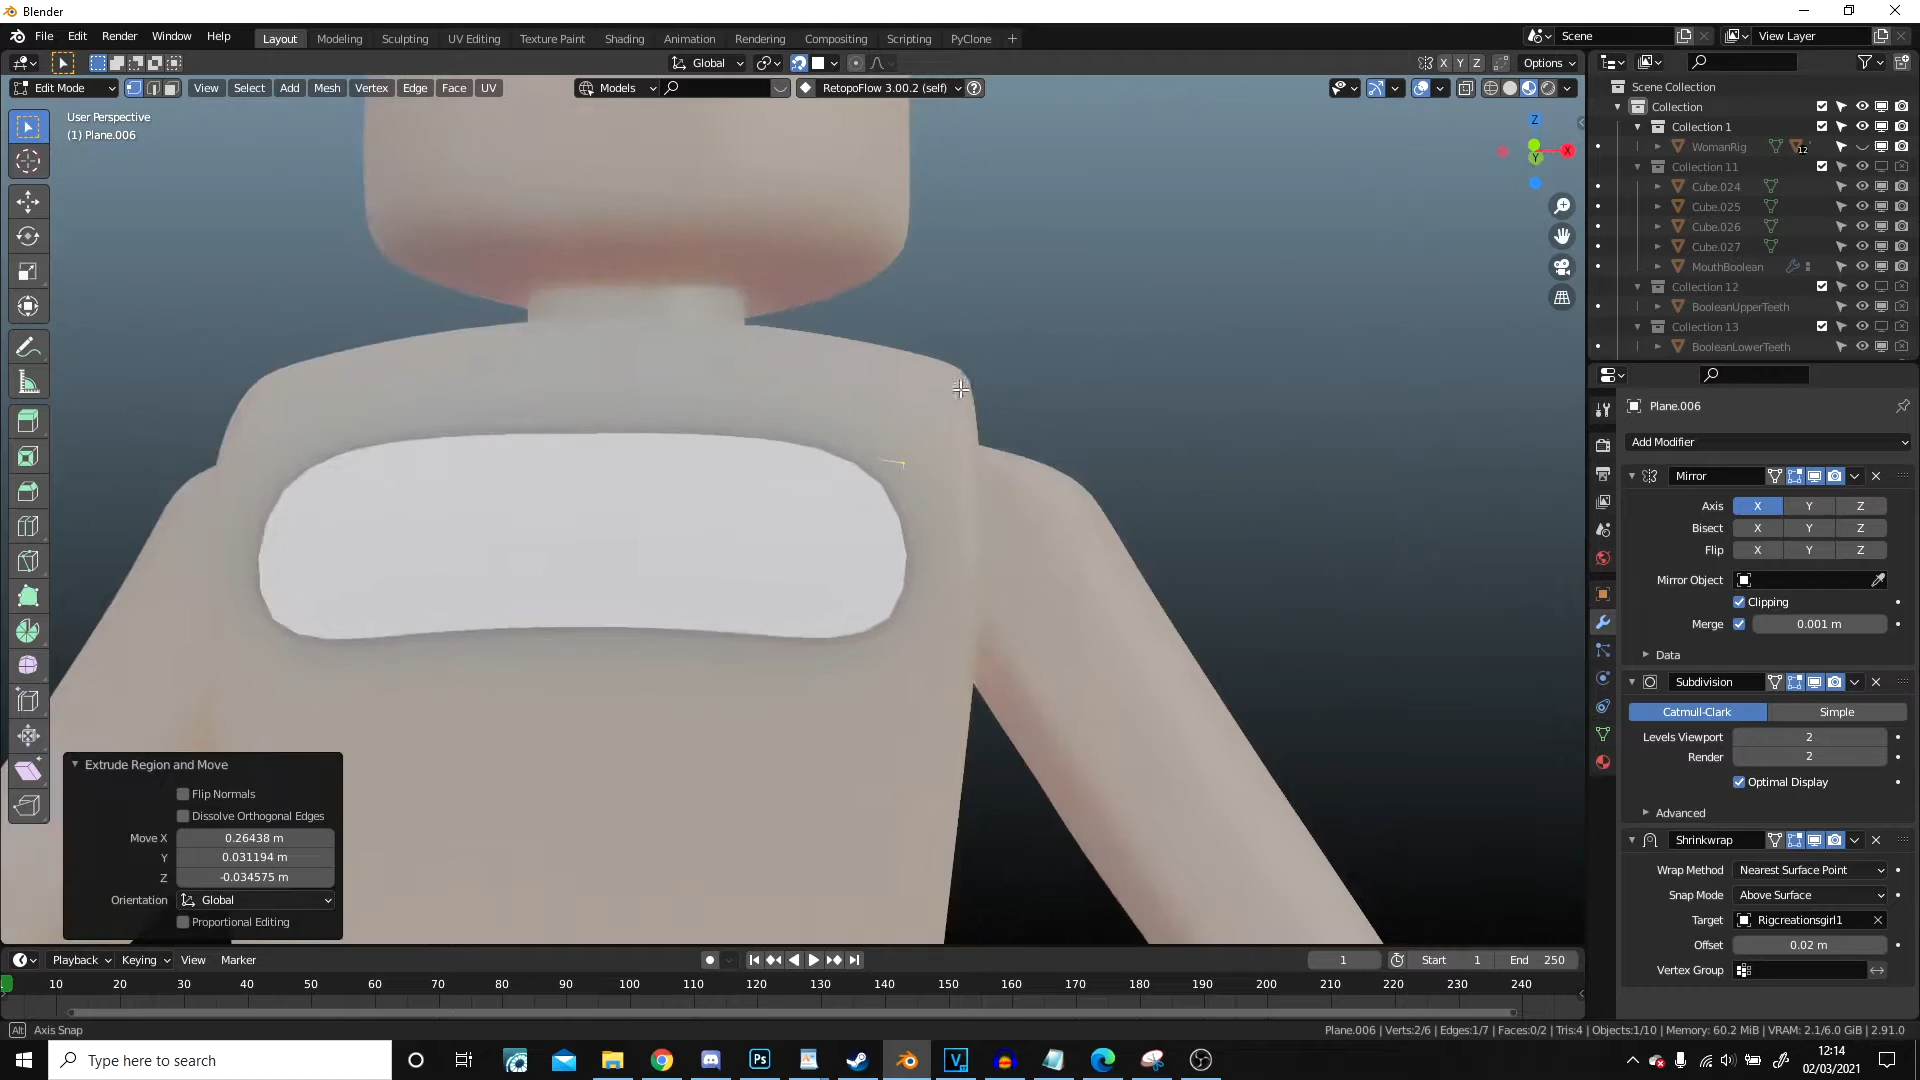 Blender
File Edit Render Window Help Layout Modeling Sculpting UV Editing Texture Paint Shading Animation Rendering Compositing Scripting PyClone + Scene View Layer
Global X Y Z Options
Edit Mode View Select Add Mesh Vertex Edge Face UV Models RetopoFlow 3.00.2 (self)
User Perspective
(1) Plane.006
Z
X
Y
Scene Collection
Collection
Collection 1
WomanRig 12
Collection 11
Cube.024
Cube.025
Cube.026
Cube.027
MouthBoolean
Collection 12
BooleanUpperTeeth
Collection 13
BooleanLowerTeeth
Plane.006
Add Modifier
Mirror
Axis X Y Z
Bisect X Y Z
Flip X Y Z
Mirror Object
Clipping
Merge 0.001 m
Data
Subdivision
Catmull-Clark Simple
Levels Viewport 2
Render 2
Optimal Display
Advanced
Shrinkwrap
Wrap Method Nearest Surface Point
Snap Mode Above Surface
Target Rigcreationsgirl1
Offset 0.02 m
Vertex Group
Extrude Region and Move
Flip Normals
Dissolve Orthogonal Edges
Move X 0.26438 m
Y 0.031194 m
Z -0.034575 m
Orientation Global
Proportional Editing
Playback Keying View Marker 1 Start 1 End 250
10 20 30 40 50 60 70 80 90 100 110 120 130 140 150 160 170 180 190 200 210 220 230 240
Alt Axis Snap Plane.006 | Verts:2/6 | Edges:1/7 | Faces:0/2 | Tris:4 | Objects:1/10 | Memory: 60.2 MiB | VRAM: 2.1/6.0 GiB | 2.91.0
Type here to search Ps V 12:14
02/03/2021